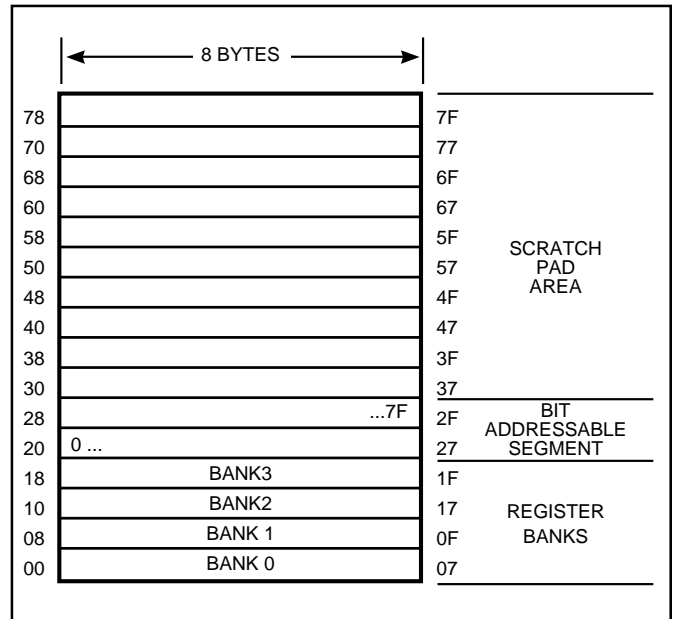 8 BYTES
78 7F
70 77
68 6F
60 67
58 5F
SCRATCH
50 57 PAD
48 4F AREA
40 47
38 3F
30 37
28 ...7F 2F BIT
ADDRESSABLE
20 0 ... 27 SEGMENT
18 BANK3 1F
10 BANK2 17 REGISTER
08 BANK 1 0F BANKS
00 BANK 0 07